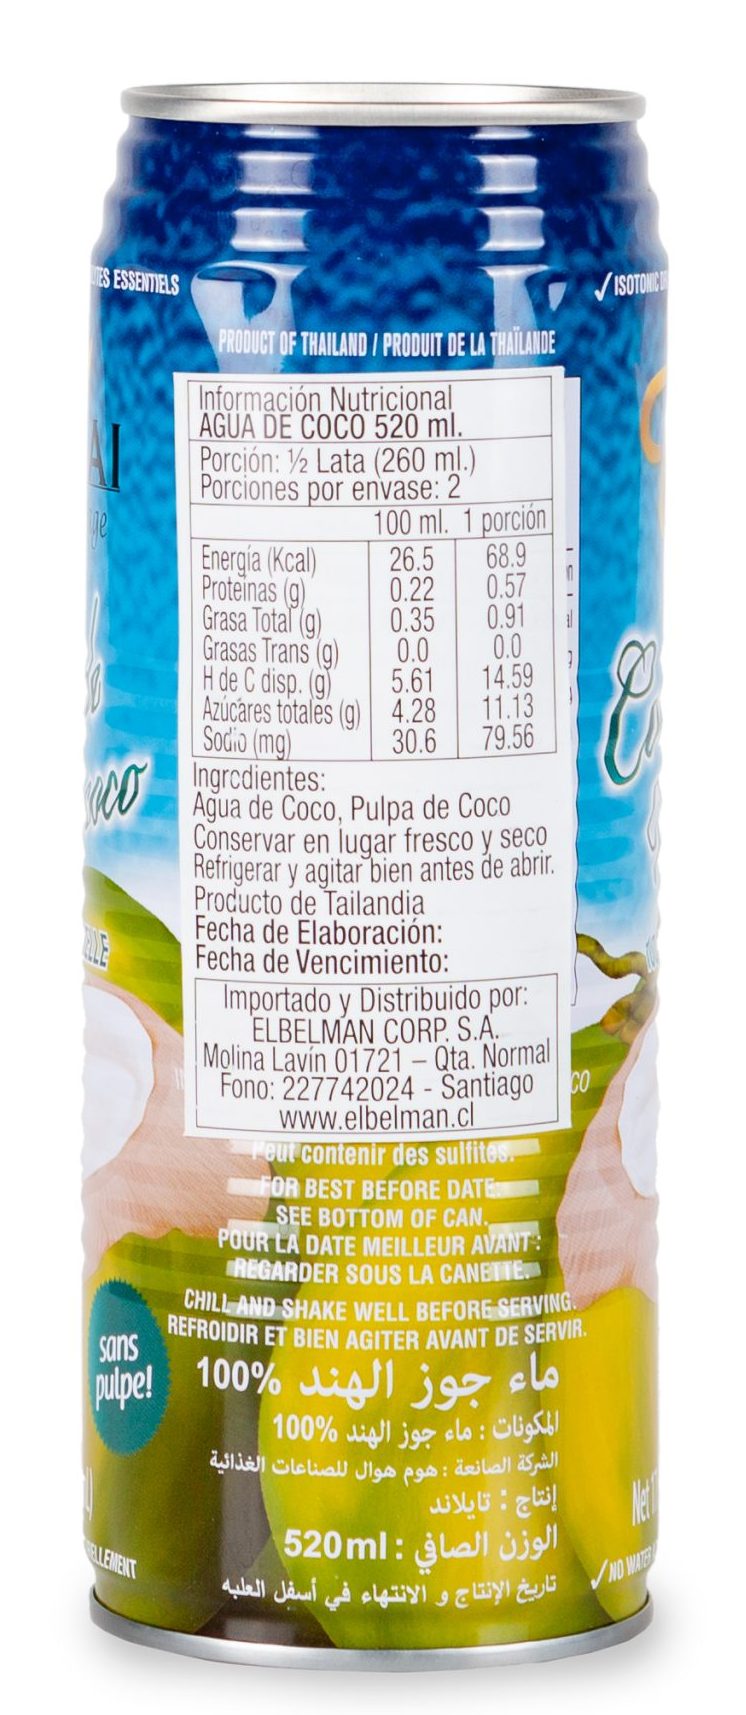 ESSENTIELS
✓ISOTONIC
PRODUCT OF THAILAND / PRODUIT DE LA THAÏLANDE
Información Nutricional
AGUA DE COCO 520 ml.
Porción: ½ Lata (260 ml.)
Porciones por envase: 2
100 ml. 1 porción
Energía (Kcal) 26.5 68.9
Proteínas (g) 0.22 0.57
Grasa Total (g) 0.35 0.91
Grasas Trans (g) 0.0 0.0
H de C disp. (g) 5.61 14.59
Azúcares totales (g) 4.28 11.13
Sodio (mg) 30.6 79.56
Ingredientes:
Agua de Coco, Pulpa de Coco
Conservar en lugar fresco y seco
Refrigerar y agitar bien antes de abrir.
Producto de Tailandia
Fecha de Elaboración:
Fecha de Vencimiento:
Importado y Distribuido por:
ELBELMAN CORP. S.A.
Molina Lavín 01721 – Qta. Normal
Fono: 227742024 - Santiago
www.elbelman.cl
Peut contenir des sulfites.
FOR BEST BEFORE DATE
SEE BOTTOM OF CAN.
POUR LA DATE MEILLEUR AVANT :
REGARDER SOUS LA CANETTE.
CHILL AND SHAKE WELL BEFORE SERVING.
REFROIDIR ET BIEN AGITER AVANT DE SERVIR.
sans
pulpe!
ماء جوز الهند 100%
المكونات : ماء جوز الهند 100%
الشركة الصانعة : هوم هوال للصناعات الغذائية
إنتاج : تايلاند
الوزن الصافي : 520ml
تاريخ الإنتاج و الانتهاء في أسفل العلبه
Net
✓NO WATER